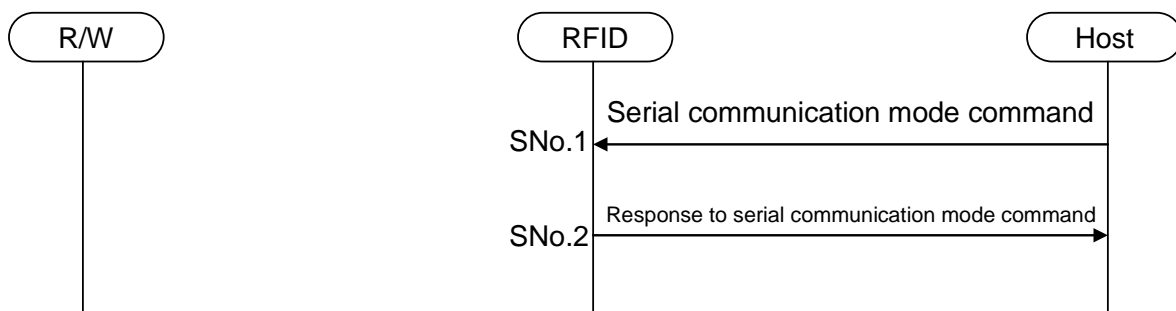 R/W
RFID
Host
Serial communication mode command
SNo.1
Response to serial communication mode command
SNo.2